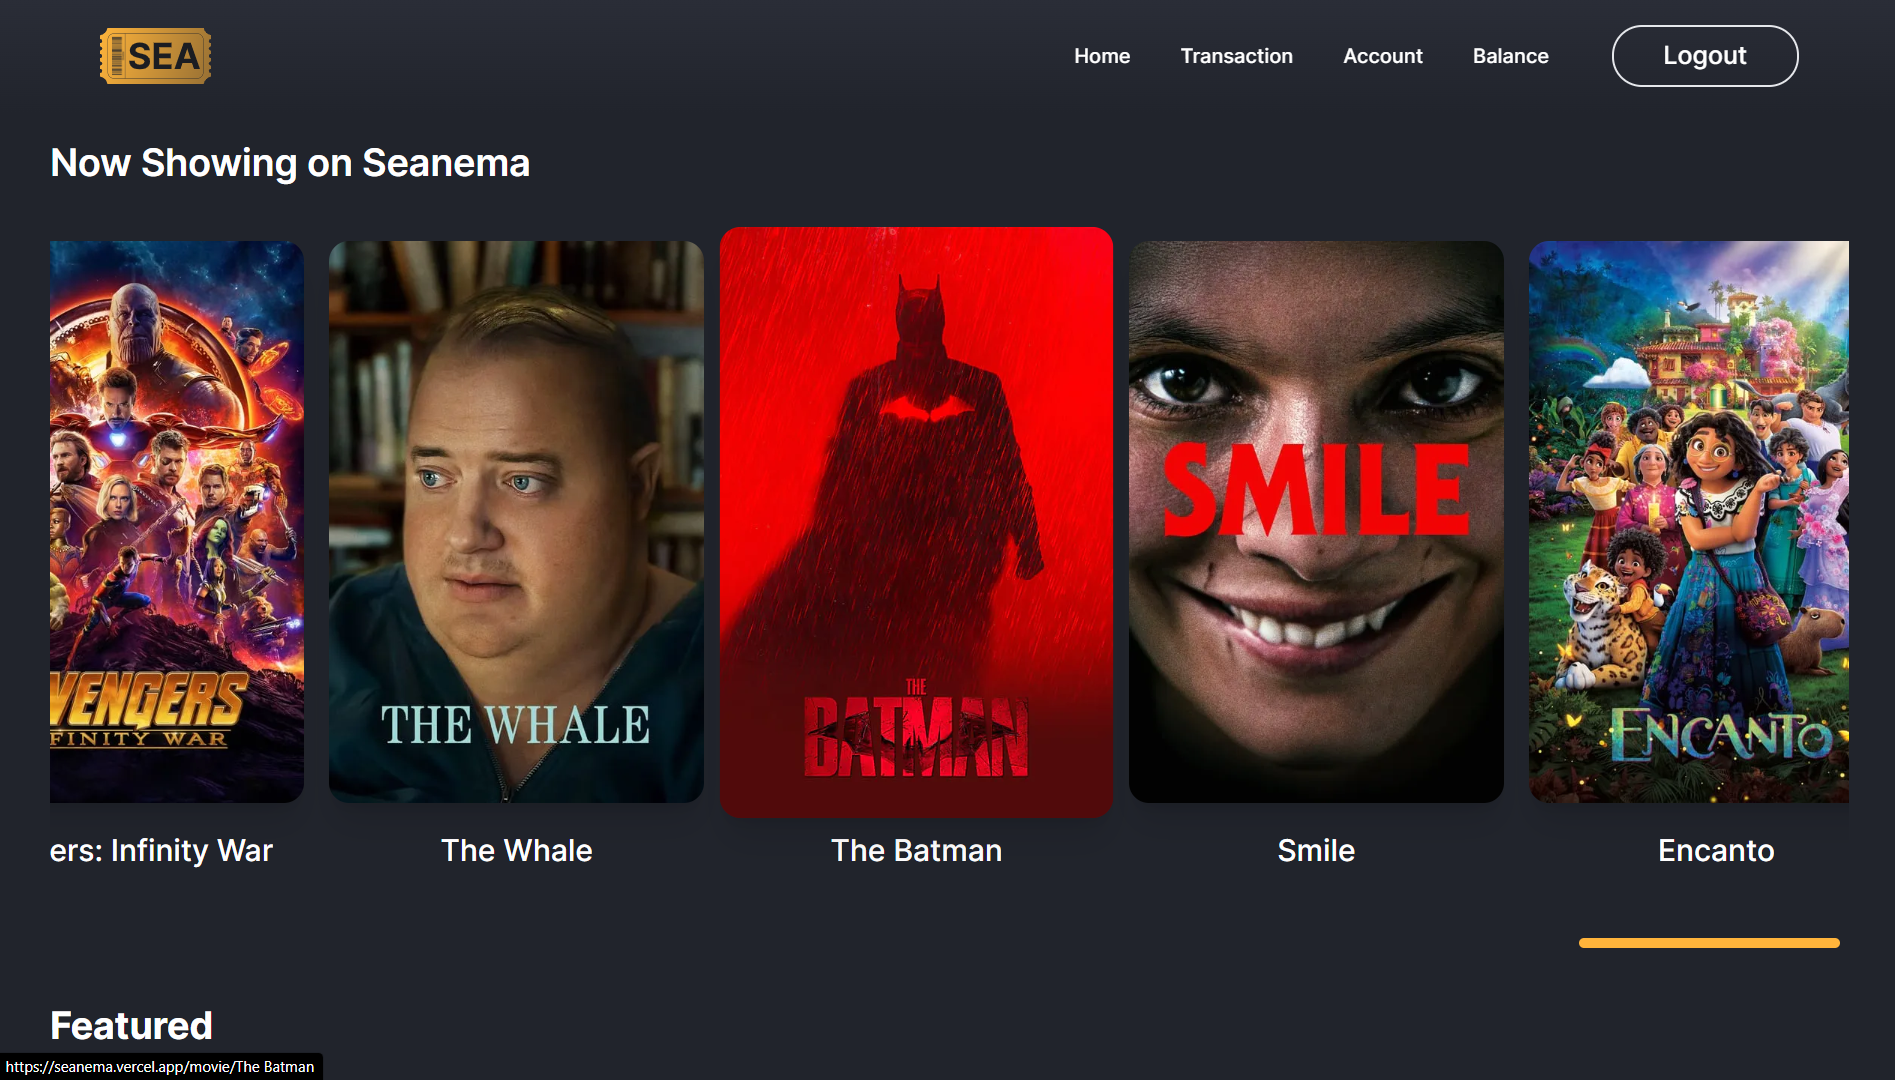 SEA
Home
Transaction
Account
Balance
Logout
Now Showing on Seanema
VENGERS
FINITY WAR
THE WHALE
THE
BATMAN
SMILE
ENCANTO
ers: Infinity War
The Whale
The Batman
Smile
Encanto
Featured
https://seanema.vercel.app/movie/The Batman